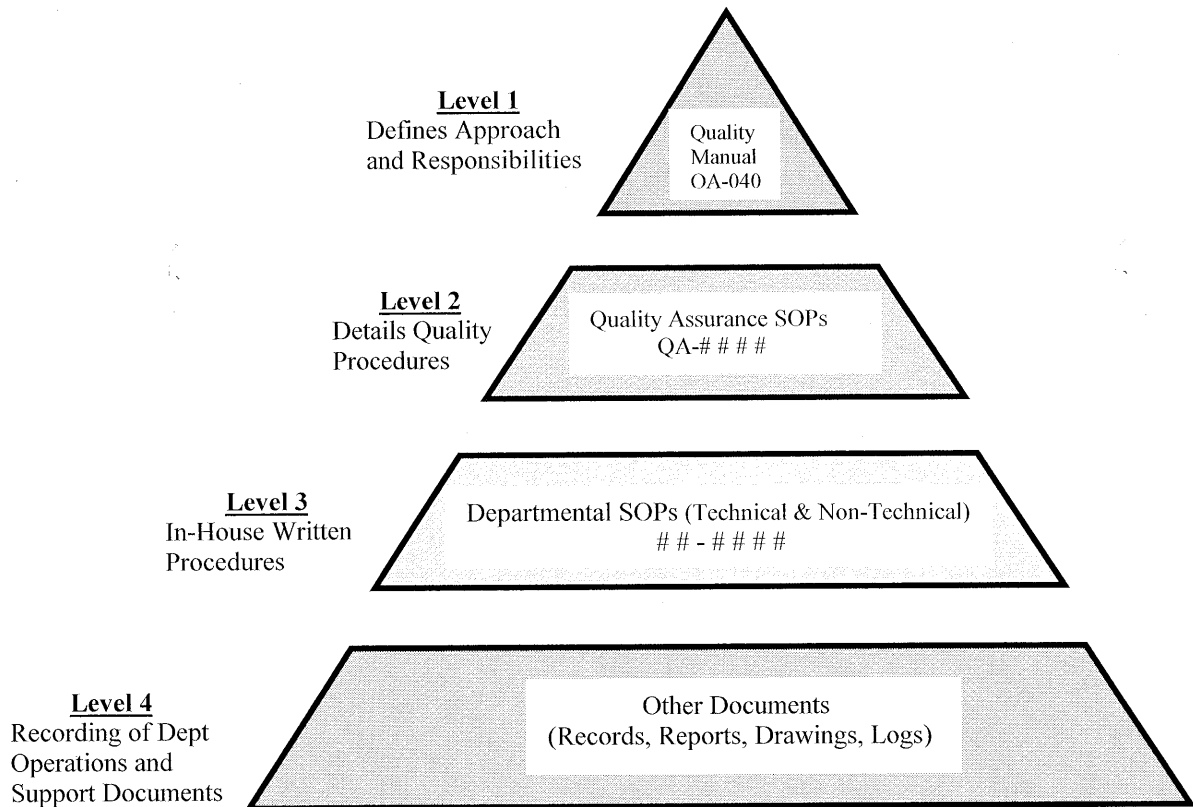 Level 1
Defines Approach
and Responsibilities
Quality
Manual
OA-040
Level 2
Details Quality
Procedures
Quality Assurance SOPs
QA-# # # #
Level 3
In-House Written
Procedures
Departmental SOPs (Technical & Non-Technical)
# # - # # # #
Level 4
Recording of Dept
Operations and
Support Documents
Other Documents
(Records, Reports, Drawings, Logs)